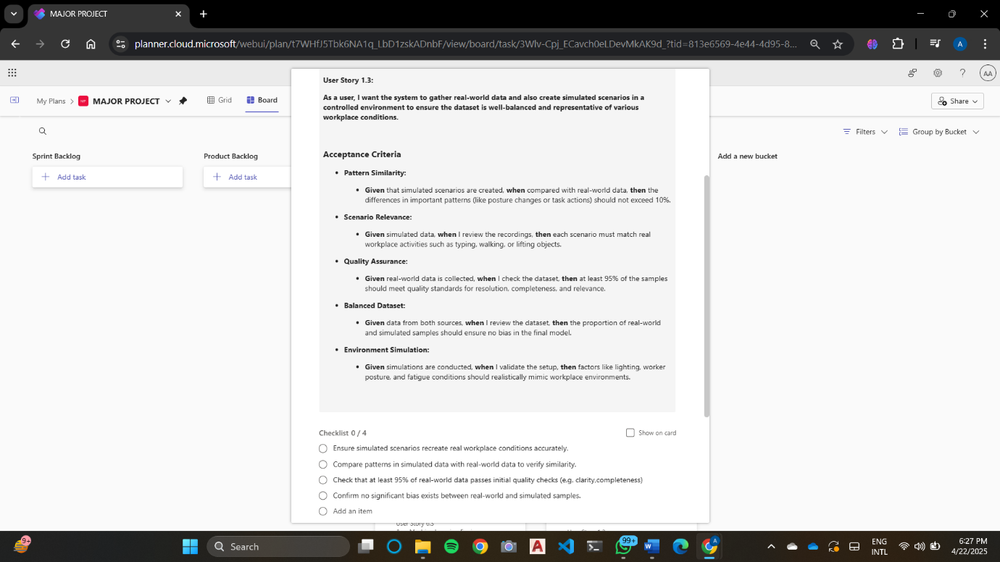 MAJOR PROJECT
planner.cloud.microsoft/webui/plan/t7WHfJ5Tbk6NA1q_LbD1zskADnbF/view/board/task/3Wlv-Cpj_ECavch0eLDevMkAK9d_?tid=813e6569-4e44-4d95-8...
A
AA
My Plans
MP
MAJOR PROJECT
Grid
Board
Share
Filters
Group by Bucket
Sprint Backlog
Product Backlog
Add a new bucket
Add task
Add task
User Story 1.3:
As a user, I want the system to gather real-world data and also create simulated scenarios in a
controlled environment to ensure the dataset is well-balanced and representative of various
workplace conditions.
Acceptance Criteria
• Pattern Similarity:
• Given that simulated scenarios are created, when compared with real-world data, then the
differences in important patterns (like posture changes or task actions) should not exceed 10%.
• Scenario Relevance:
• Given simulated data, when I review the recordings, then each scenario must match real
workplace activities such as typing, walking, or lifting objects.
• Quality Assurance:
• Given real-world data is collected, when I check the dataset, then at least 95% of the samples
should meet quality standards for resolution, completeness, and relevance.
• Balanced Dataset:
• Given data from both sources, when I review the dataset, then the proportion of real-world
and simulated samples should ensure no bias in the final model.
• Environment Simulation:
• Given simulations are conducted, when I validate the setup, then factors like lighting, worker
posture, and fatigue conditions should realistically mimic workplace environments.
Checklist 0 / 4
Show on card
Ensure simulated scenarios recreate real workplace conditions accurately.
Compare patterns in simulated data with real-world data to verify similarity.
Check that at least 95% of real-world data passes initial quality checks (e.g. clarity,completeness)
Confirm no significant bias exists between real-world and simulated samples.
Add an item
User Story 6.3
9+
Search
99+
A
ENG
INTL
6:27 PM
4/22/2025